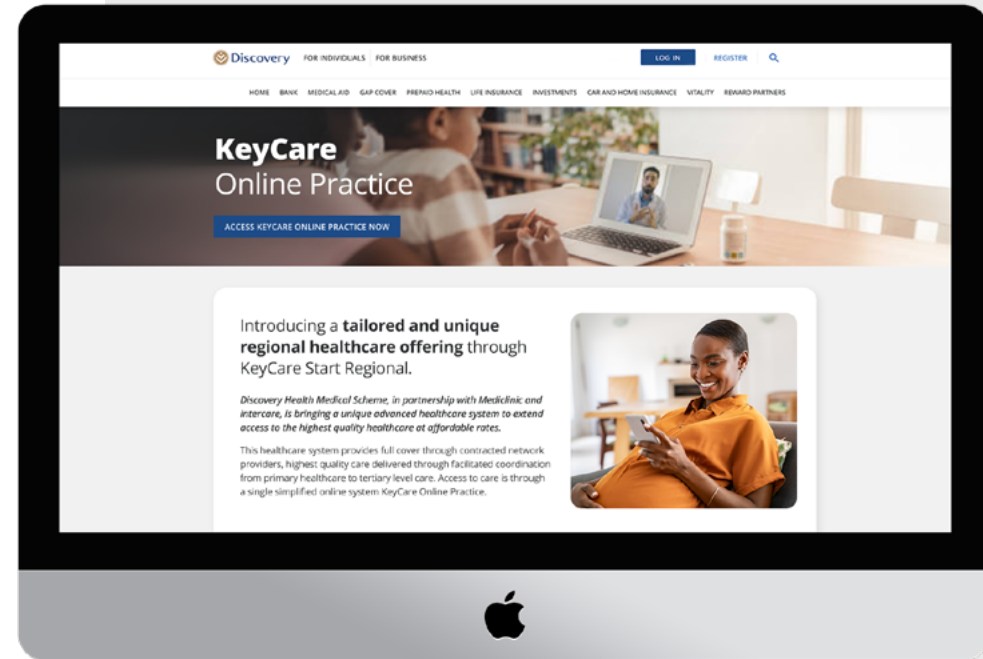 Discovery FOR INDIVIDUALS FOR BUSINESS LOG IN REGISTER
HOME BANK MEDICAL AID GAP COVER PREPAID HEALTH LIFE INSURANCE INVESTMENTS CAR AND HOME INSURANCE VITALITY REWARD PARTNERS
KeyCare
Online Practice
ACCESS KEYCARE ONLINE PRACTICE NOW
Introducing a tailored and unique
regional healthcare offering through
KeyCare Start Regional.
Discovery Health Medical Scheme, in partnership with Mediclinic and
intercare, is bringing a unique advanced healthcare system to extend
access to the highest quality healthcare at affordable rates.
This healthcare system provides full cover through contracted network
providers, highest quality care delivered through facilitated coordination
from primary healthcare to tertiary level care. Access to care is through
a single simplified online system KeyCare Online Practice.